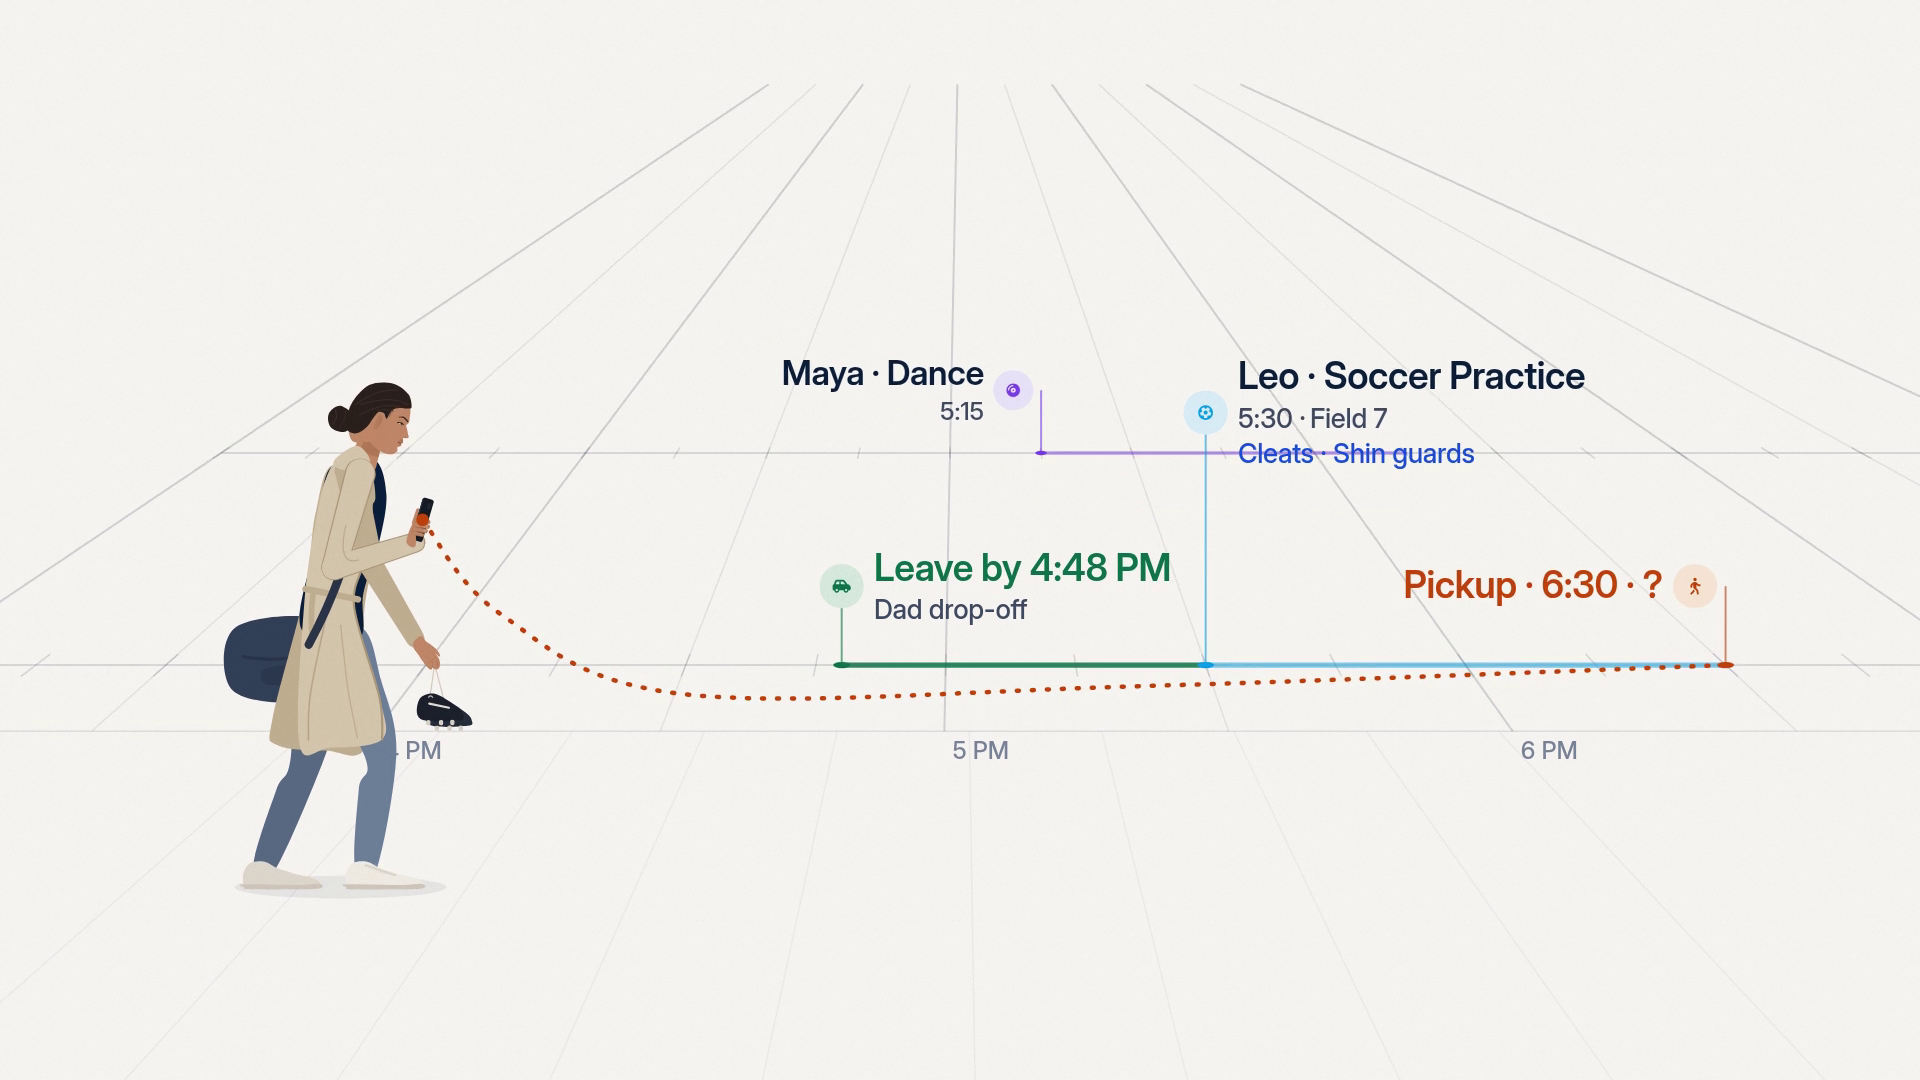 Maya · Dance
5:15
Leo · Soccer Practice
5:30 · Field 7
Cleats · Shin guards
Leave by 4:48 PM
Dad drop-off
Pickup · 6:30 · ?
PM
5 PM
6 PM